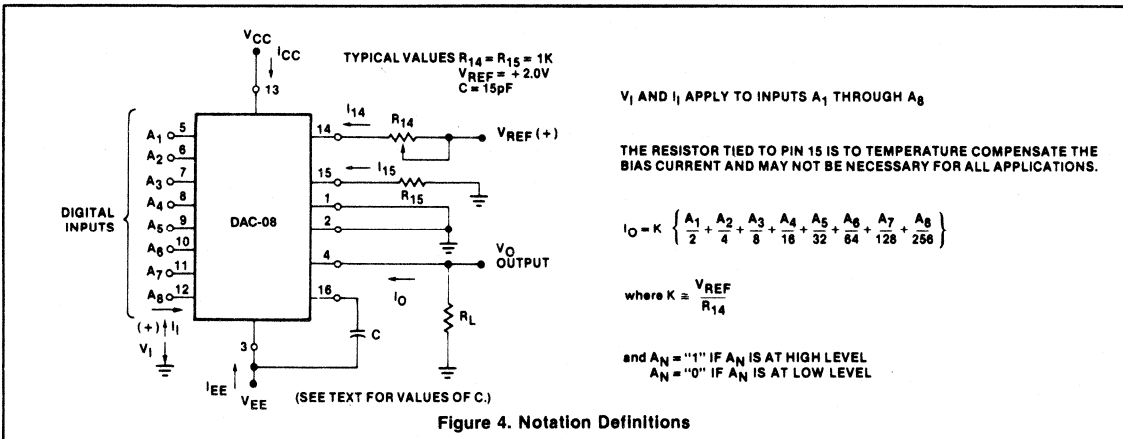 VCC
ICC
13
TYPICAL VALUES R14 = R15 = 1K
VREF = + 2.0V
C = 15pF
I14
14
R14
VREF (+)
I15
15
R15
DIGITAL
INPUTS
A1 5
A2 6
A3 7
A4 8
A5 9
A6 10
A7 11
A8 12
DAC-08
1
2
4
VO
OUTPUT
IO
16
C
RL
(+) II
VI
3
IEE
VEE
(SEE TEXT FOR VALUES OF C.)
VI AND II APPLY TO INPUTS A1 THROUGH A8
THE RESISTOR TIED TO PIN 15 IS TO TEMPERATURE COMPENSATE THE
BIAS CURRENT AND MAY NOT BE NECESSARY FOR ALL APPLICATIONS.
IO = K { A1/2 + A2/4 + A3/8 + A4/16 + A5/32 + A6/64 + A7/128 + A8/256 }
where K ≅ VREF/R14
and AN = "1" IF AN IS AT HIGH LEVEL
AN = "0" IF AN IS AT LOW LEVEL
Figure 4. Notation Definitions